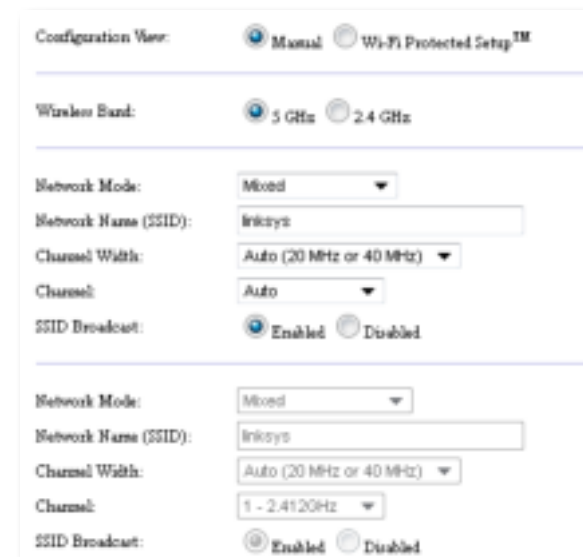 Configuration View: Manual Wi-Fi Protected Setup™
Wireless Band: 5 GHz 2.4 GHz
Network Mode: Mixed
Network Name (SSID): linksys
Channel Width: Auto (20 MHz or 40 MHz)
Channel: Auto
SSID Broadcast: Enabled Disabled
Network Mode: Mixed
Network Name (SSID): linksys
Channel Width: Auto (20 MHz or 40 MHz)
Channel: 1 - 2.412GHz
SSID Broadcast: Enabled Disabled